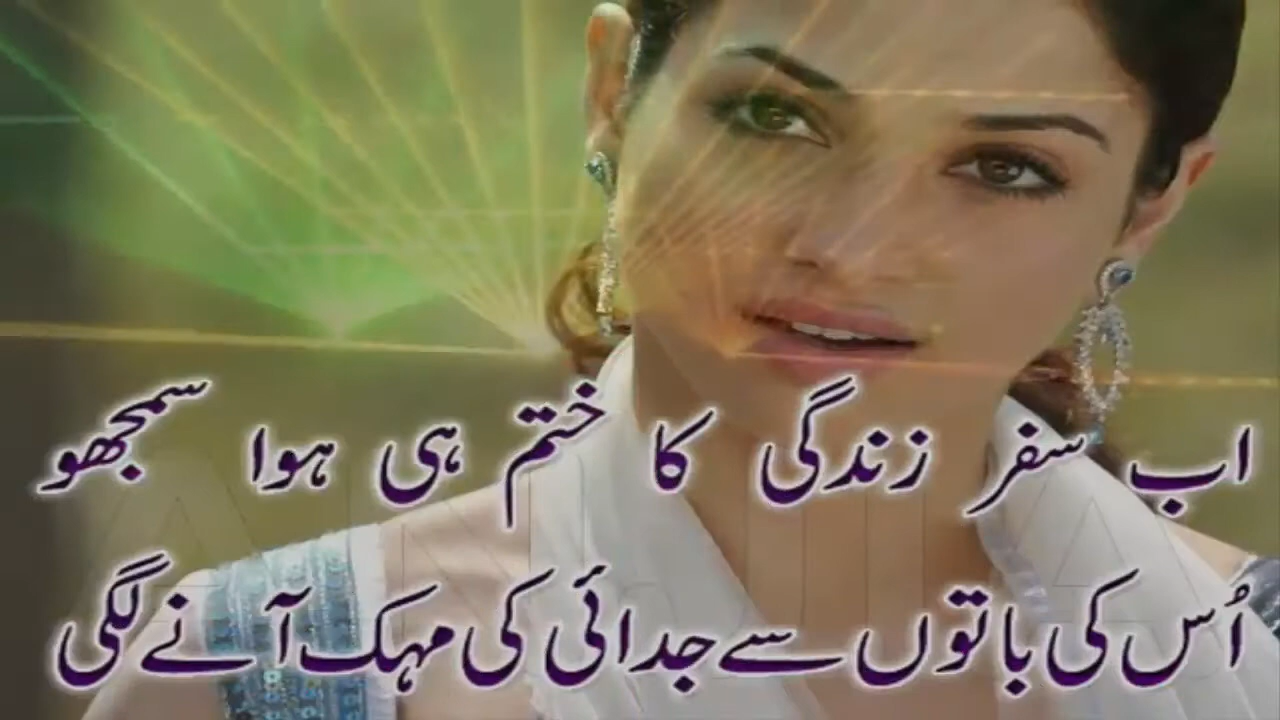 اب سفر زندگی کا ختم ہی ہوا سمجھو
اُس کی باتوں سے جدائی کی مہک آنے لگی